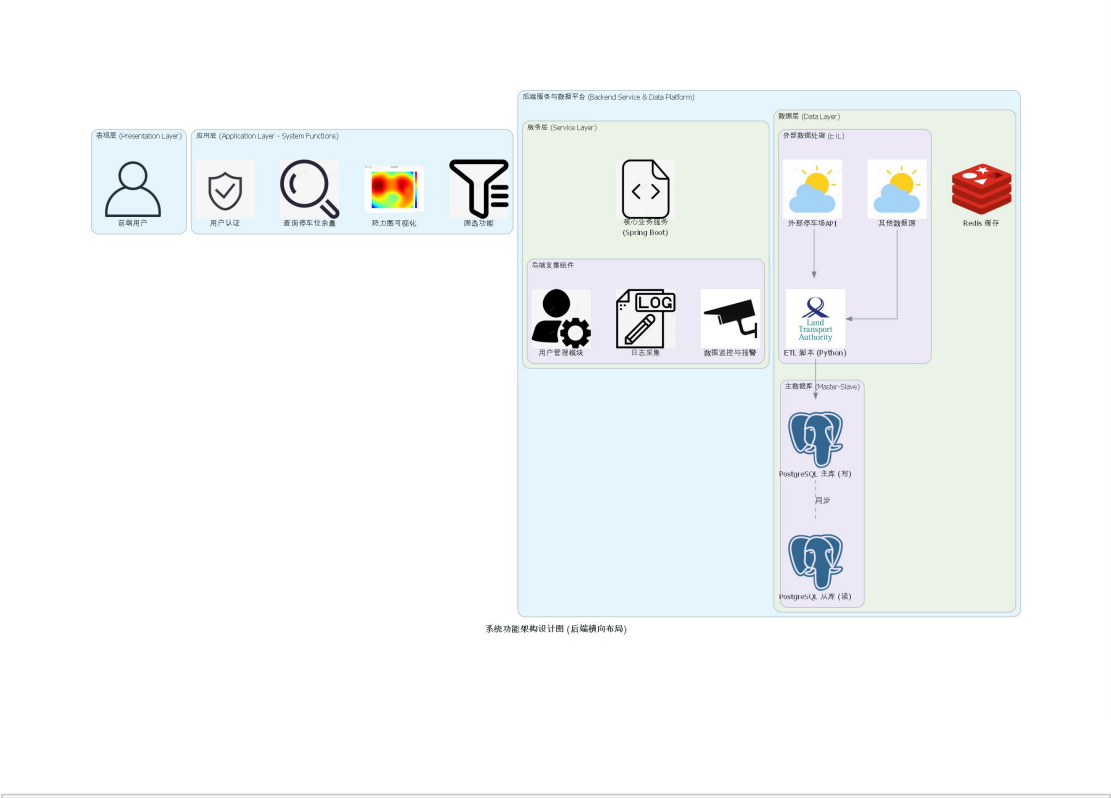 后端服务与数据平台 (Backend Service & Data Platform)
表现层 (Presentation Layer)
前端用户
应用层 (Application Layer - System Functions)
用户认证
查询停车位余量
热力图可视化
筛选功能
服务层 (Service Layer)
核心业务服务
(Spring Boot)
后端支撑组件
用户管理模块
LOG
日志采集
数据监控与报警
数据层 (Data Layer)
外部数据处理 (ETL)
外部停车场API
其他数据源
Redis 缓存
Land
Transport
Authority
ETL 脚本 (Python)
主数据库 (Master-Slave)
PostgreSQL 主库 (写)
同步
PostgreSQL 从库 (读)
系统功能架构设计图 (后端横向布局)